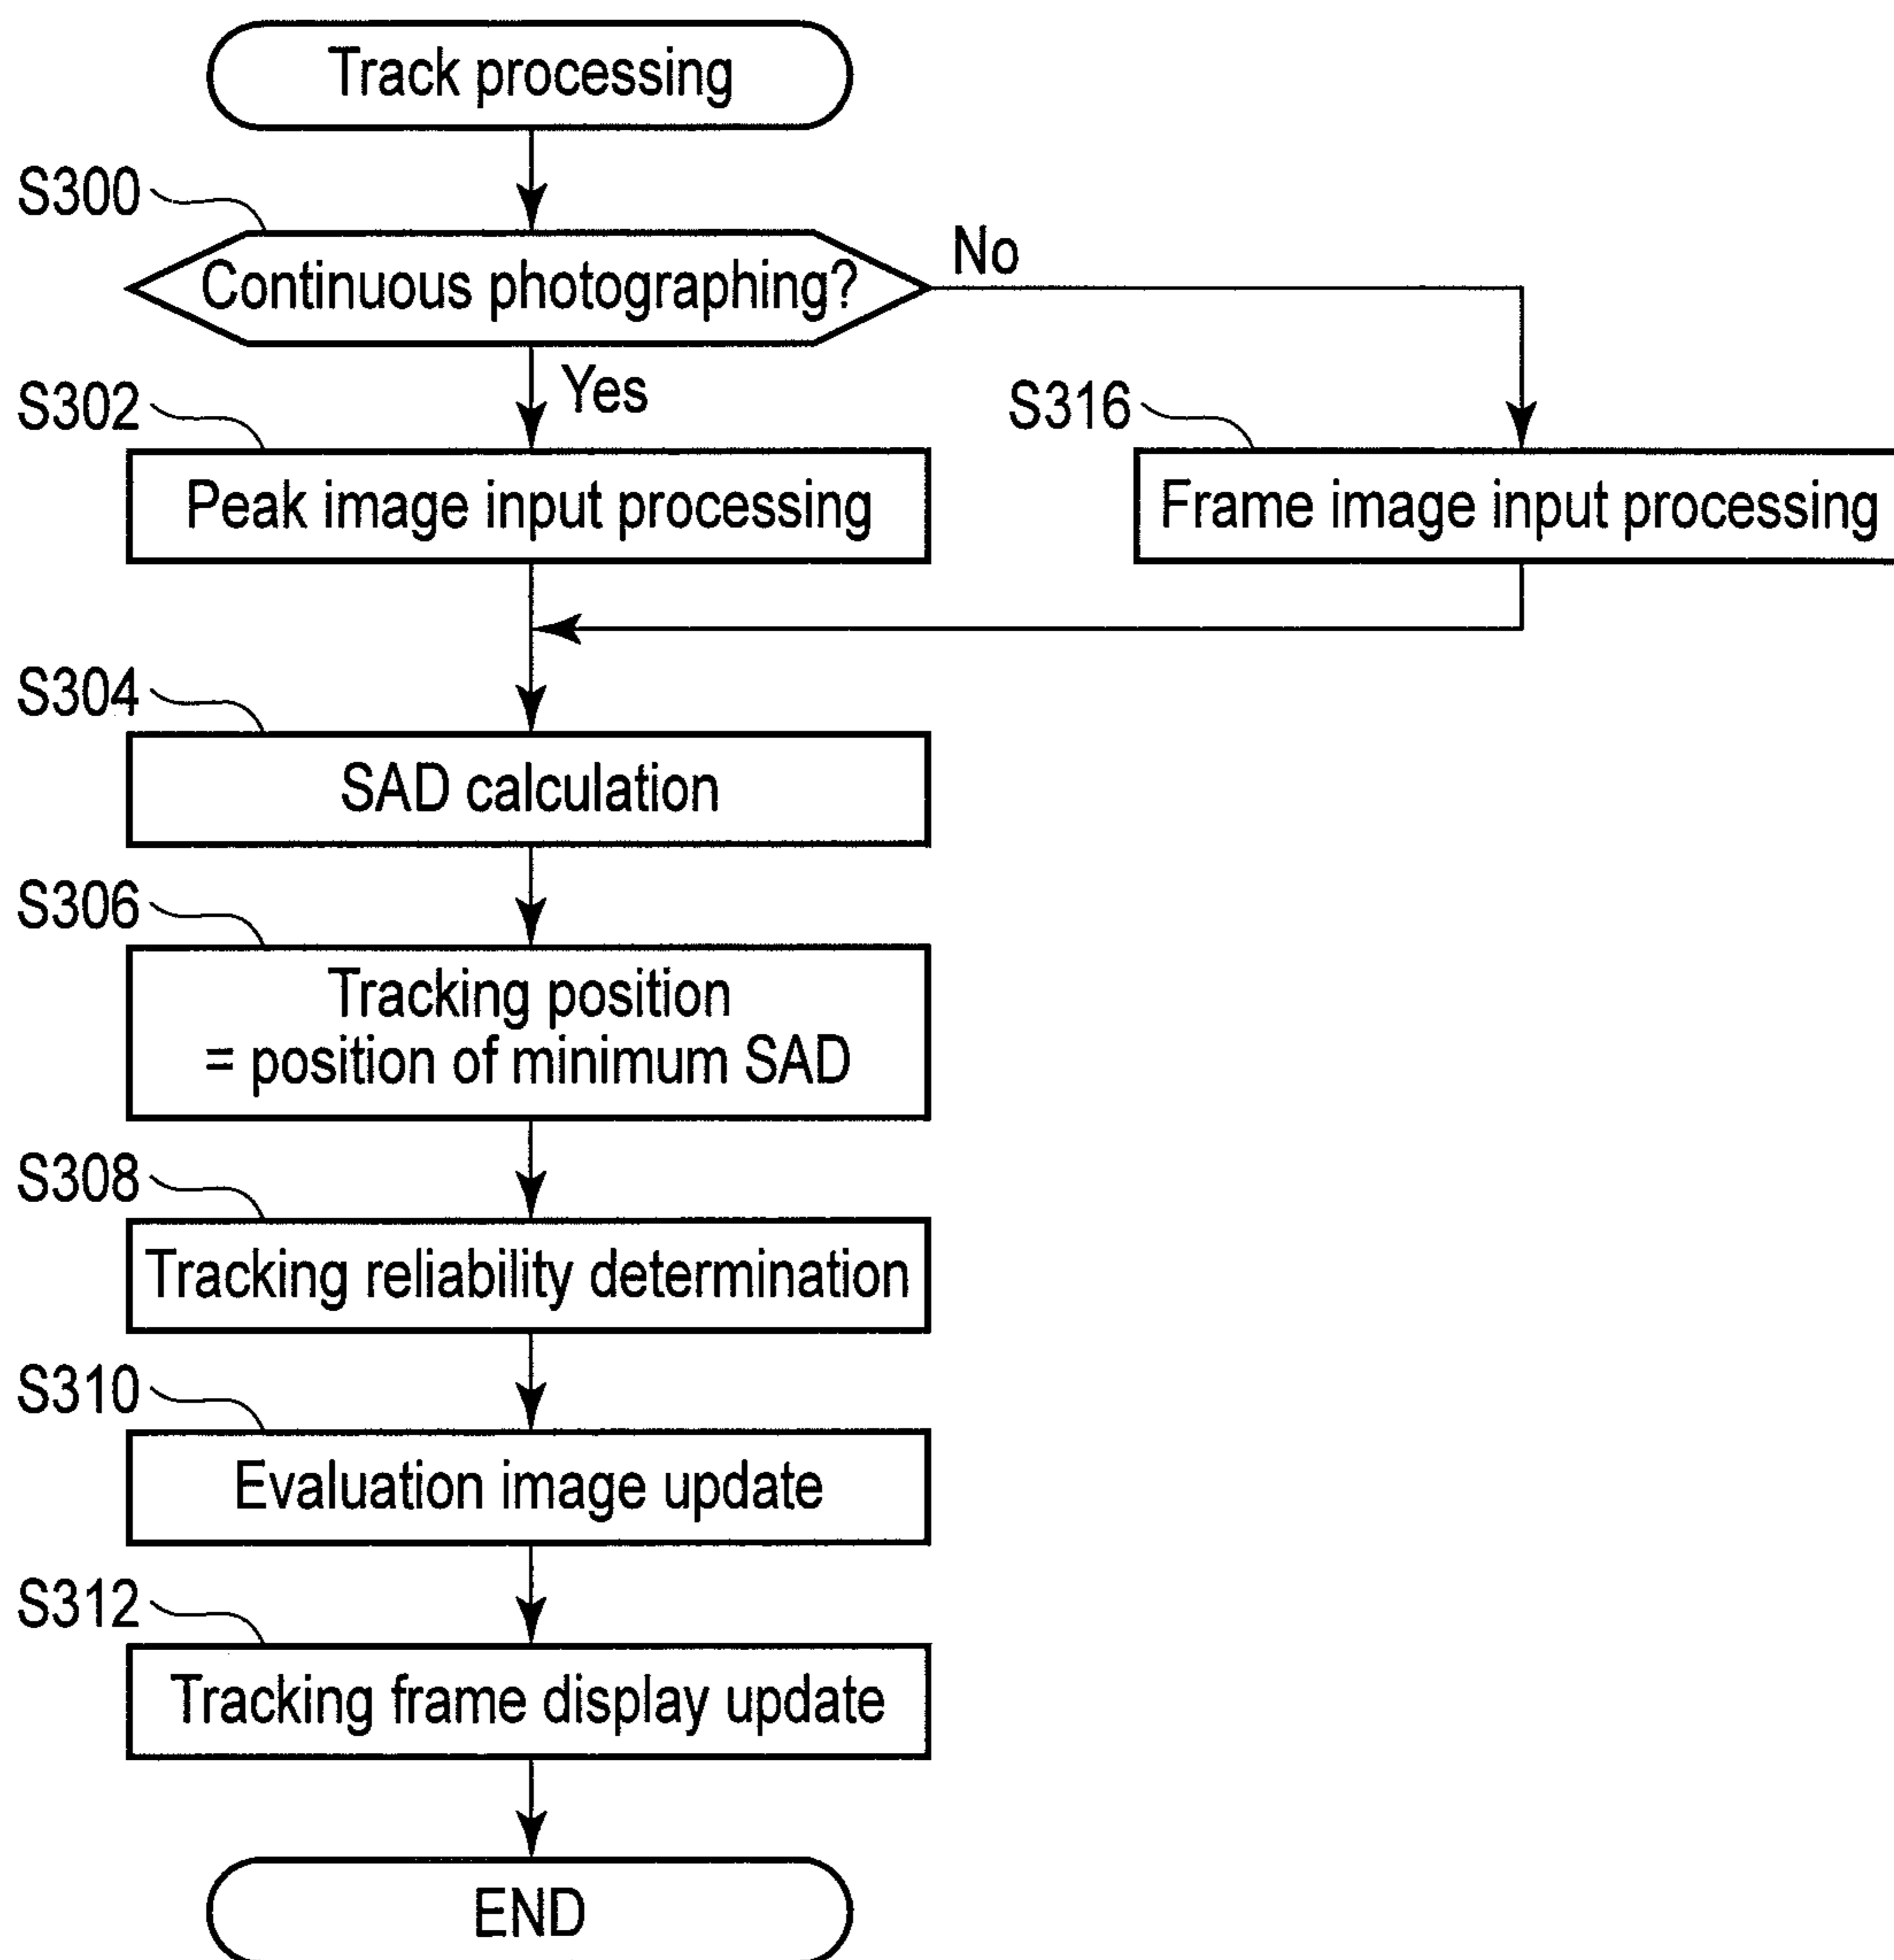 Track processing
S300
Continuous photographing?
No
Yes
S302
Peak image input processing
S316
Frame image input processing
S304
SAD calculation
S306
Tracking position
= position of minimum SAD
S308
Tracking reliability determination
S310
Evaluation image update
S312
Tracking frame display update
END